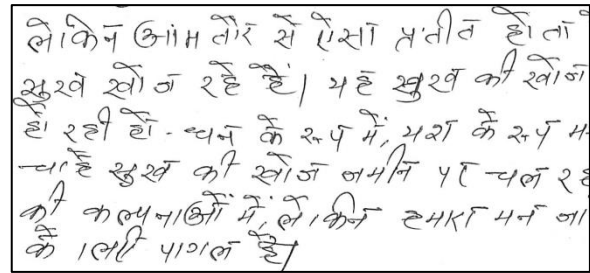 लेकिन आम तौर से ऐसा प्रतीत होता
सुख खोज रहे हैं। यह सुख की खोज
हो रही हो - धन के रूप में, यश के रूप म
चाहे सुख की खोज जमीन पर चल रह
की कल्पनाओं में, लेकिन हमारा मन जा
के लिए पागल है।